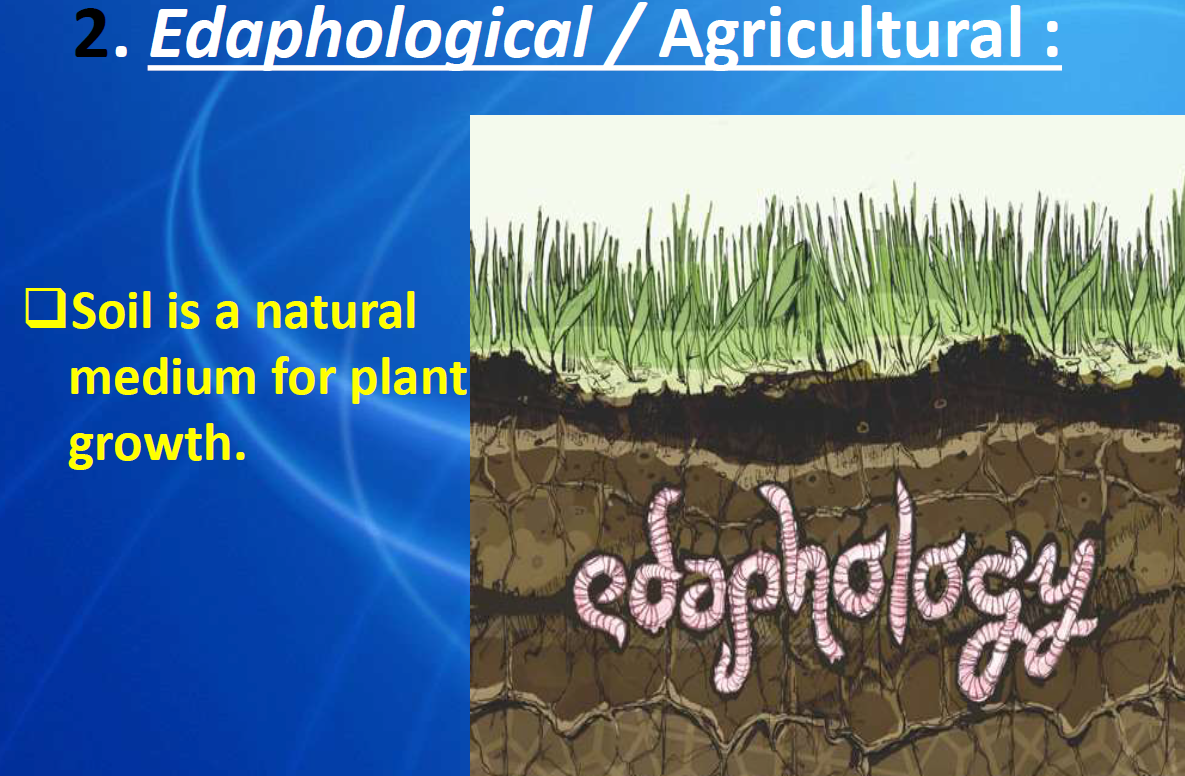 2. Edaphological / Agricultural :
❑Soil is a natural
medium for plant
growth.
edaphology